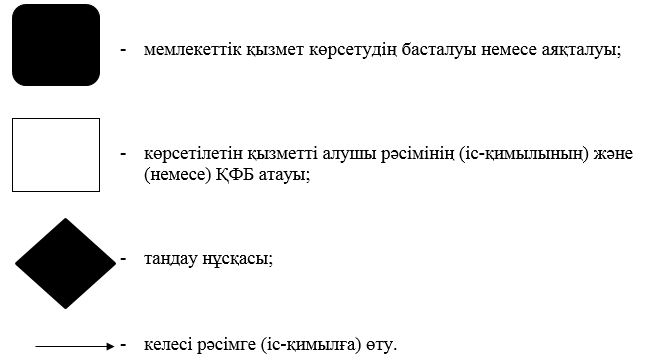 - мемлекеттік қызмет көрсетудің басталуы немесе аяқталуы;
- көрсетілетін қызметті алушы рәсімінің (іс-қимылының) және
(немесе) ҚФБ атауы;
- таңдау нұсқасы;
- келесі рәсімге (іс-қимылға) өту.